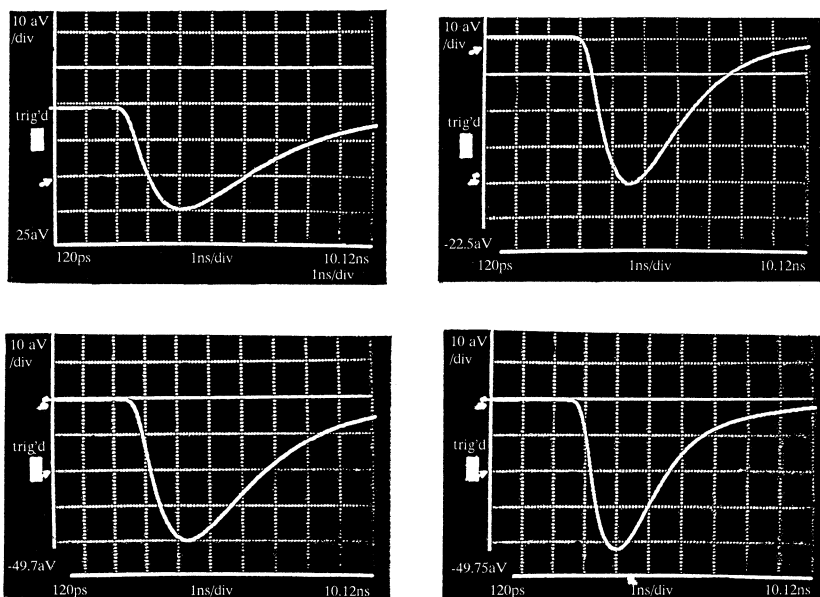 10 aV
/div
trig'd
25aV
120ps 1ns/div 10.12ns
1ns/div
10 aV
/div
trig'd
-22.5aV
120ps 1ns/div 10.12ns
10 aV
/div
trig'd
-49.7aV
120ps 1ns/div 10.12ns
10 aV
/div
trig'd
-49.75aV
120ps 1ns/div 10.12ns